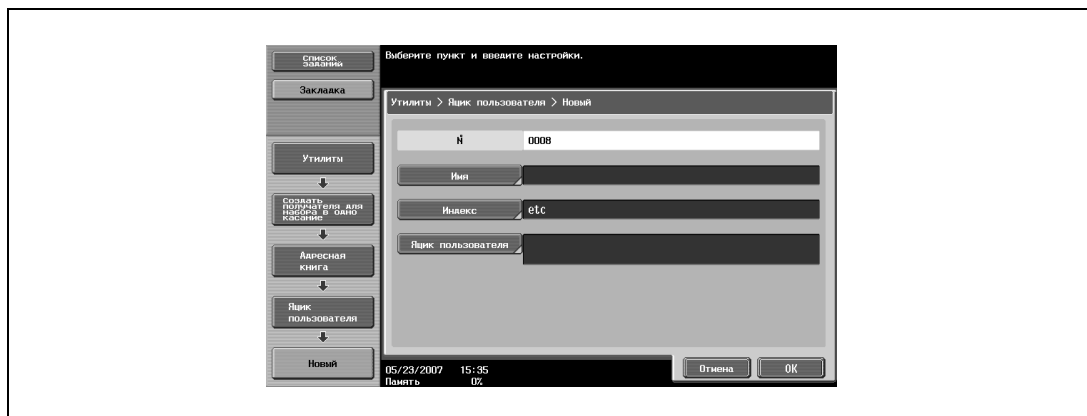 Список
заданий
Закладка
Выберите пункт и введите настройки.
Утилиты > Ящик пользователя > Новый
№ 0008
Имя
Индекс etc
Ящик пользователя
Утилиты
Создать
получателя для
набора в одно
касание
Адресная
книга
Ящик
пользователя
Новый
05/23/2007 15:35
Память 0%
Отмена OK